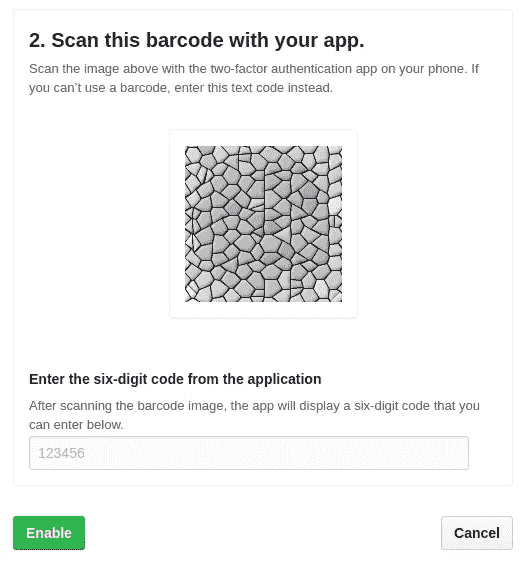 2. Scan this barcode with your app.
Scan the image above with the two-factor authentication app on your phone. If
you can’t use a barcode, enter this text code instead.
Enter the six-digit code from the application
After scanning the barcode image, the app will display a six-digit code that you
can enter below.
123456
Enable
Cancel